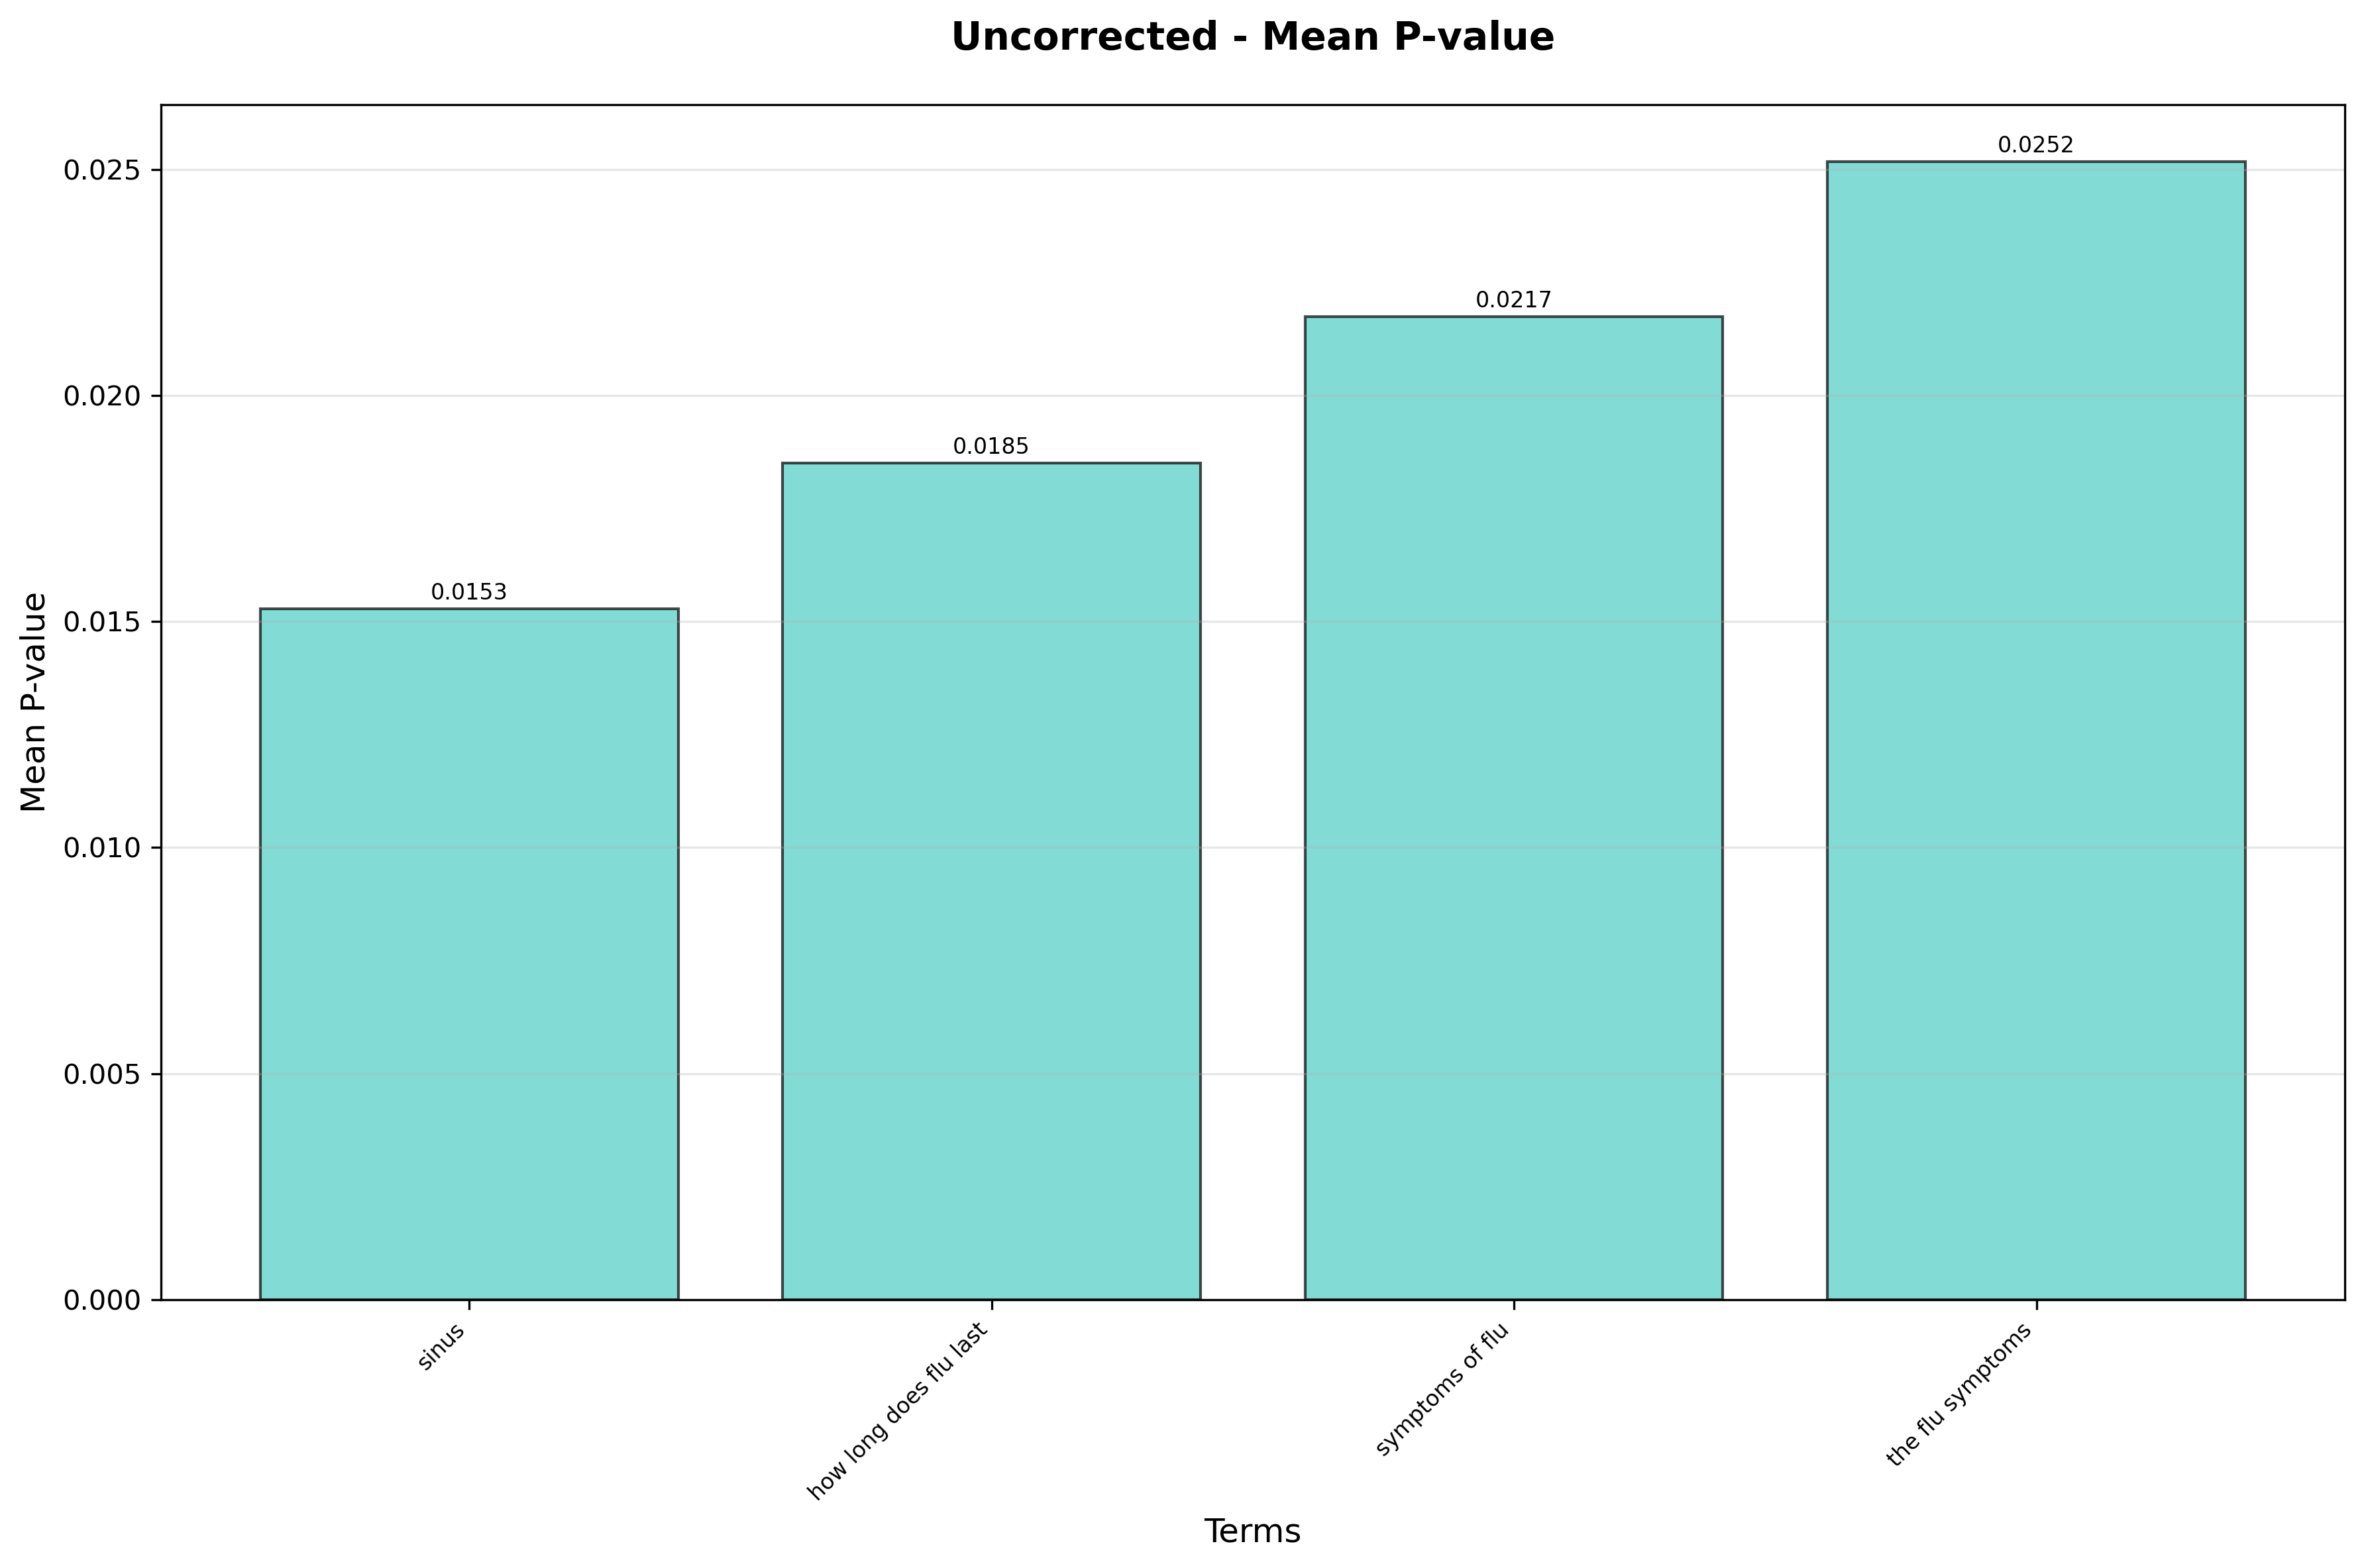 Uncorrected - Mean P-value
Mean P-value
0.025
0.020
0.015
0.010
0.005
0.000
0.0153
0.0185
0.0217
0.0252
sinus
how long does flu last
symptoms of flu
the flu symptoms
Terms